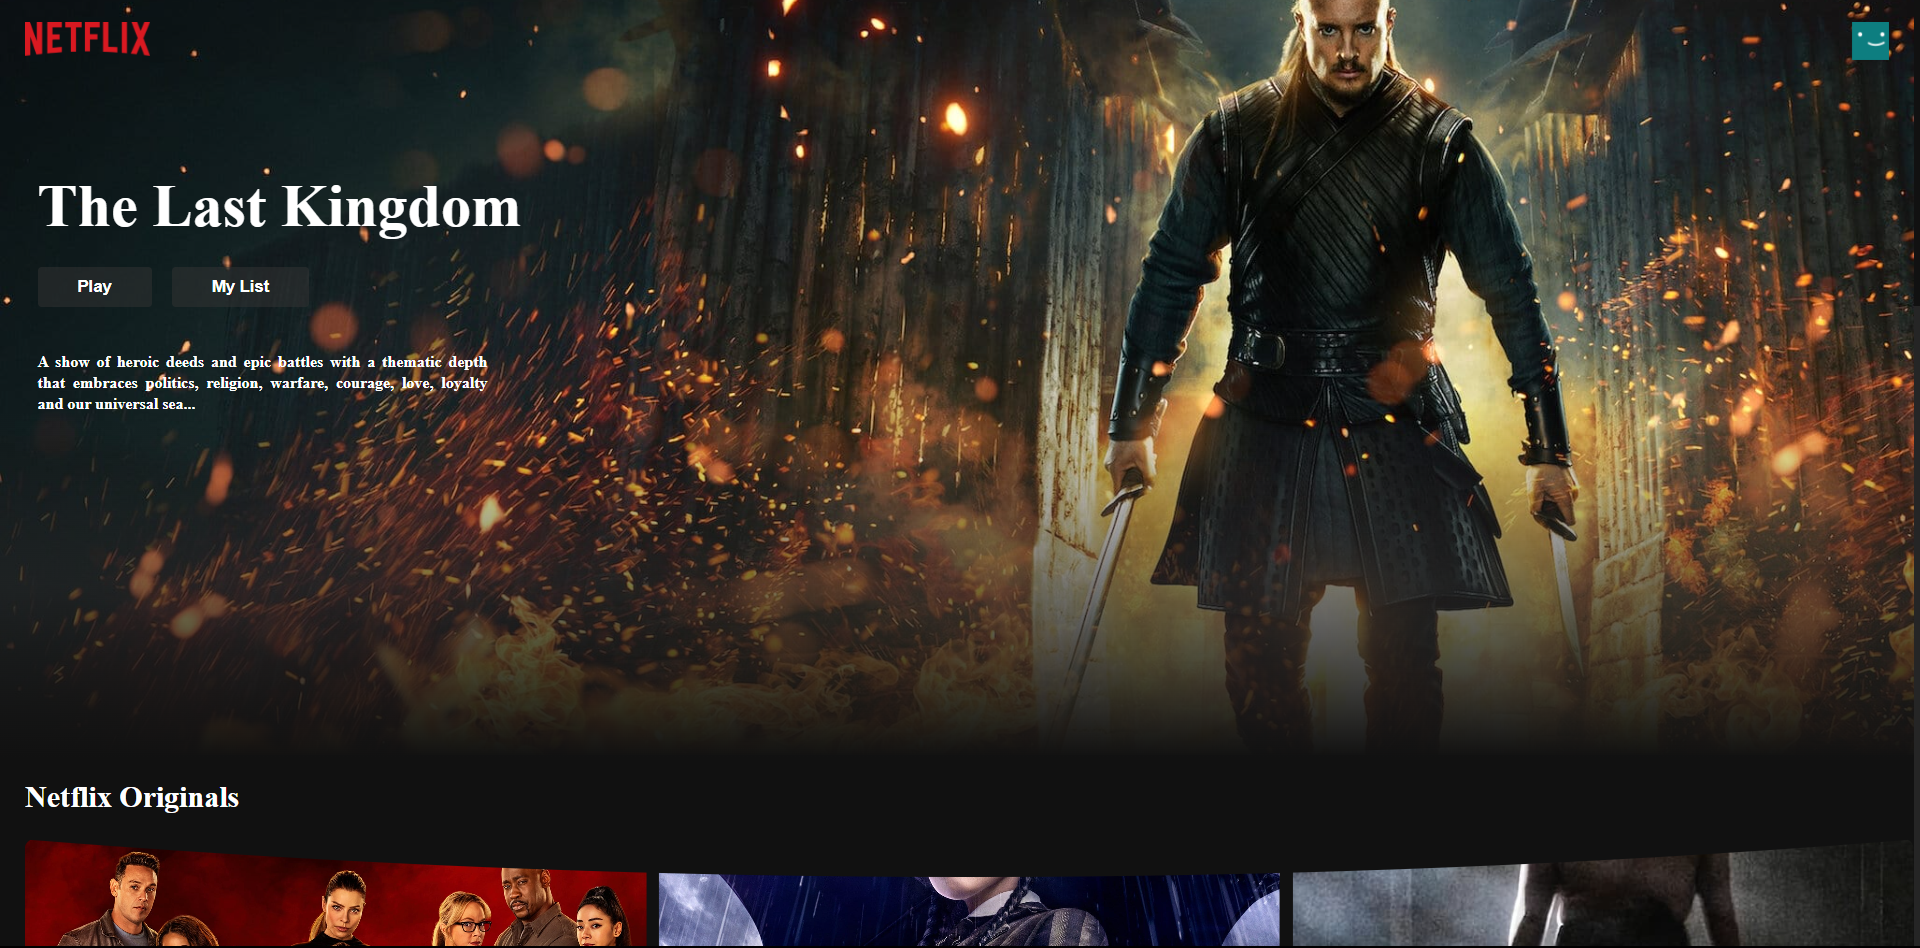 NETFLIX
The Last Kingdom
Play
My List
A show of heroic deeds and epic battles with a thematic depth
that embraces politics, religion, warfare, courage, love, loyalty
and our universal sea...
Netflix Originals